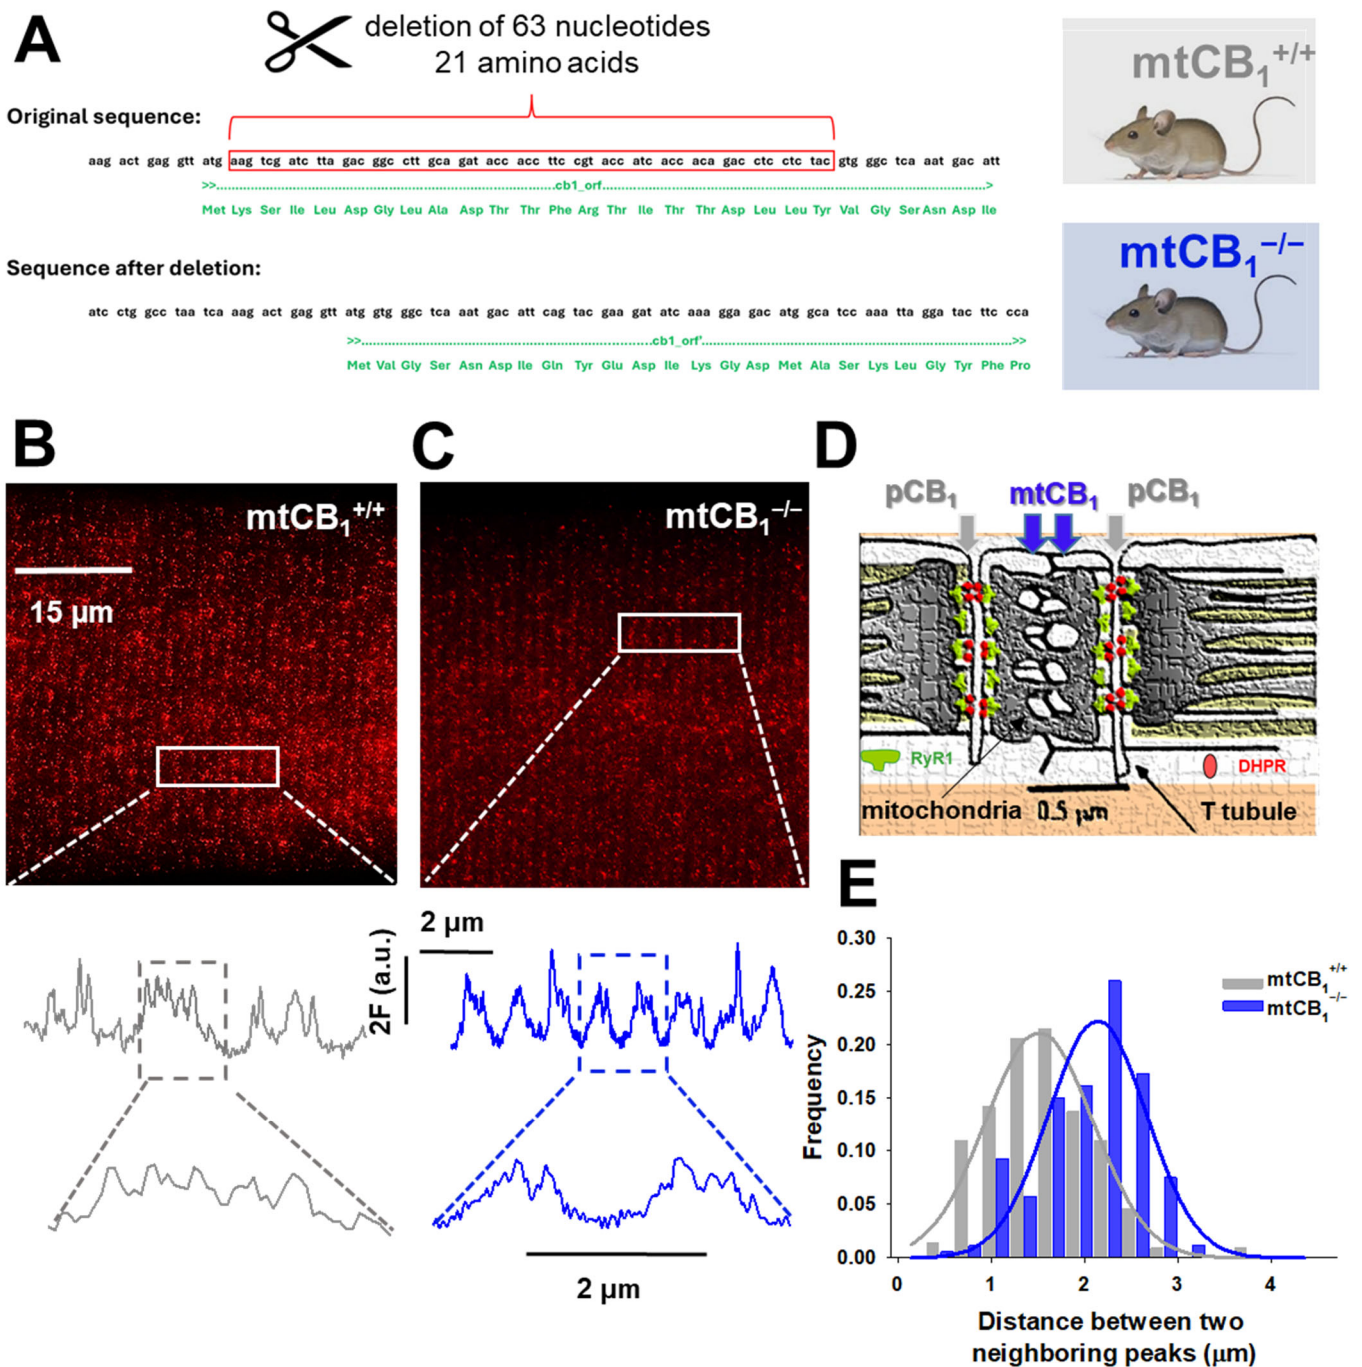 A
deletion of 63 nucleotides
21 amino acids
Original sequence:
aag act gag gtt atg aag tcg atc tta gac ggc ctt gca gat acc acc ttc cgt acc atc acc aca gac ctc ctc tac gtg ggc tca aat gac att
>>...cb1_orf...>
Met Lys Ser Ile Leu Asp Gly Leu Ala Asp Thr Thr Phe Arg Thr Ile Thr Thr Asp Leu Leu Tyr Val Gly Ser Asn Asp Ile
Sequence after deletion:
atc ctg gcc taa tca aag act gag gtt atg gtg ggc tca aat gac att cag tac gaa gat atc aaa gga gac atg gca tcc aaa tta gga tac ttc cca
>>...cb1_orf'...>>
Met Val Gly Ser Asn Asp Ile Gln Tyr Glu Asp Ile Lys Gly Asp Met Ala Ser Lys Leu Gly Tyr Phe Pro
mtCB1+/+
mtCB1−/−
B
mtCB1+/+
15 µm
C
mtCB1−/−
2 µm
2F (a.u.)
2 µm
D
pCB1
mtCB1
pCB1
RyR1
DHPR
mitochondria
0.5 µm
T tubule
E
0.30
0.25
0.20
0.15
0.10
0.05
0.00
Frequency
mtCB1+/+
mtCB1−/−
0 1 2 3 4
Distance between two
neighboring peaks (µm)